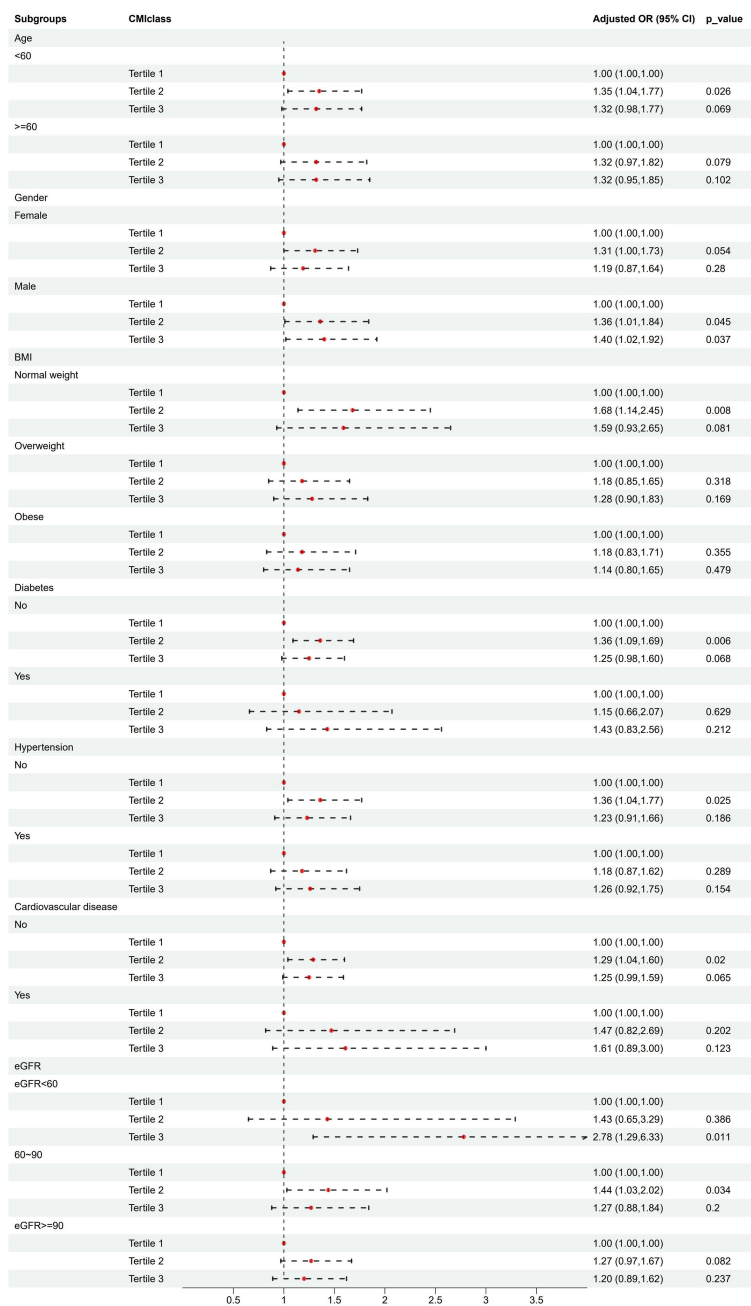 Subgroups CMIclass Adjusted OR (95% CI) p_value
Age
<60
Tertile 1 1.00 (1.00,1.00)
Tertile 2 1.35 (1.04,1.77) 0.026
Tertile 3 1.32 (0.98,1.77) 0.069
>=60
Tertile 1 1.00 (1.00,1.00)
Tertile 2 1.32 (0.97,1.82) 0.079
Tertile 3 1.32 (0.95,1.85) 0.102
Gender
Female
Tertile 1 1.00 (1.00,1.00)
Tertile 2 1.31 (1.00,1.73) 0.054
Tertile 3 1.19 (0.87,1.64) 0.28
Male
Tertile 1 1.00 (1.00,1.00)
Tertile 2 1.36 (1.01,1.84) 0.045
Tertile 3 1.40 (1.02,1.92) 0.037
BMI
Normal weight
Tertile 1 1.00 (1.00,1.00)
Tertile 2 1.68 (1.14,2.45) 0.008
Tertile 3 1.59 (0.93,2.65) 0.081
Overweight
Tertile 1 1.00 (1.00,1.00)
Tertile 2 1.18 (0.85,1.65) 0.318
Tertile 3 1.28 (0.90,1.83) 0.169
Obese
Tertile 1 1.00 (1.00,1.00)
Tertile 2 1.18 (0.83,1.71) 0.355
Tertile 3 1.14 (0.80,1.65) 0.479
Diabetes
No
Tertile 1 1.00 (1.00,1.00)
Tertile 2 1.36 (1.09,1.69) 0.006
Tertile 3 1.25 (0.98,1.60) 0.068
Yes
Tertile 1 1.00 (1.00,1.00)
Tertile 2 1.15 (0.66,2.07) 0.629
Tertile 3 1.43 (0.83,2.56) 0.212
Hypertension
No
Tertile 1 1.00 (1.00,1.00)
Tertile 2 1.36 (1.04,1.77) 0.025
Tertile 3 1.23 (0.91,1.66) 0.186
Yes
Tertile 1 1.00 (1.00,1.00)
Tertile 2 1.18 (0.87,1.62) 0.289
Tertile 3 1.26 (0.92,1.75) 0.154
Cardiovascular disease
No
Tertile 1 1.00 (1.00,1.00)
Tertile 2 1.29 (1.04,1.60) 0.02
Tertile 3 1.25 (0.99,1.59) 0.065
Yes
Tertile 1 1.00 (1.00,1.00)
Tertile 2 1.47 (0.82,2.69) 0.202
Tertile 3 1.61 (0.89,3.00) 0.123
eGFR
eGFR<60
Tertile 1 1.00 (1.00,1.00)
Tertile 2 1.43 (0.65,3.29) 0.386
Tertile 3 2.78 (1.29,6.33) 0.011
60~90
Tertile 1 1.00 (1.00,1.00)
Tertile 2 1.44 (1.03,2.02) 0.034
Tertile 3 1.27 (0.88,1.84) 0.2
eGFR>=90
Tertile 1 1.00 (1.00,1.00)
Tertile 2 1.27 (0.97,1.67) 0.082
Tertile 3 1.20 (0.89,1.62) 0.237
0.5 1 1.5 2 2.5 3 3.5